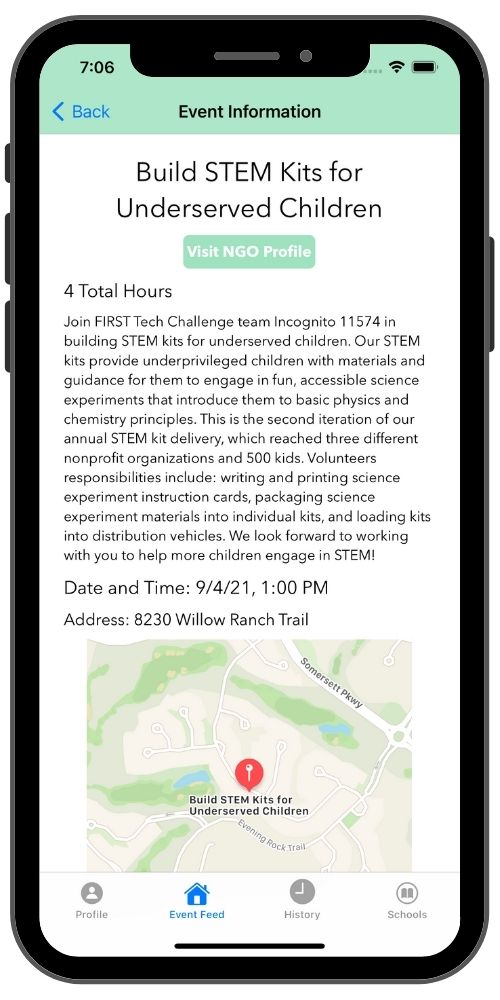 7:06
Back
Event Information
Build STEM Kits for
Underserved Children
Visit NGO Profile
4 Total Hours
Join FIRST Tech Challenge team Incognito 11574 in
building STEM kits for underserved children. Our STEM
kits provide underprivileged children with materials and
guidance for them to engage in fun, accessible science
experiments that introduce them to basic physics and
chemistry principles. This is the second iteration of our
annual STEM kit delivery, which reached three different
nonprofit organizations and 500 kids. Volunteers
responsibilities include: writing and printing science
experiment instruction cards, packaging science
experiment materials into individual kits, and loading kits
into distribution vehicles. We look forward to working
with you to help more children engage in STEM!
Date and Time: 9/4/21, 1:00 PM
Address: 8230 Willow Ranch Trail
Somersett Pkwy
Build STEM Kits for
Underserved Children
Evening Rock Trail
Profile
Event Feed
History
Schools